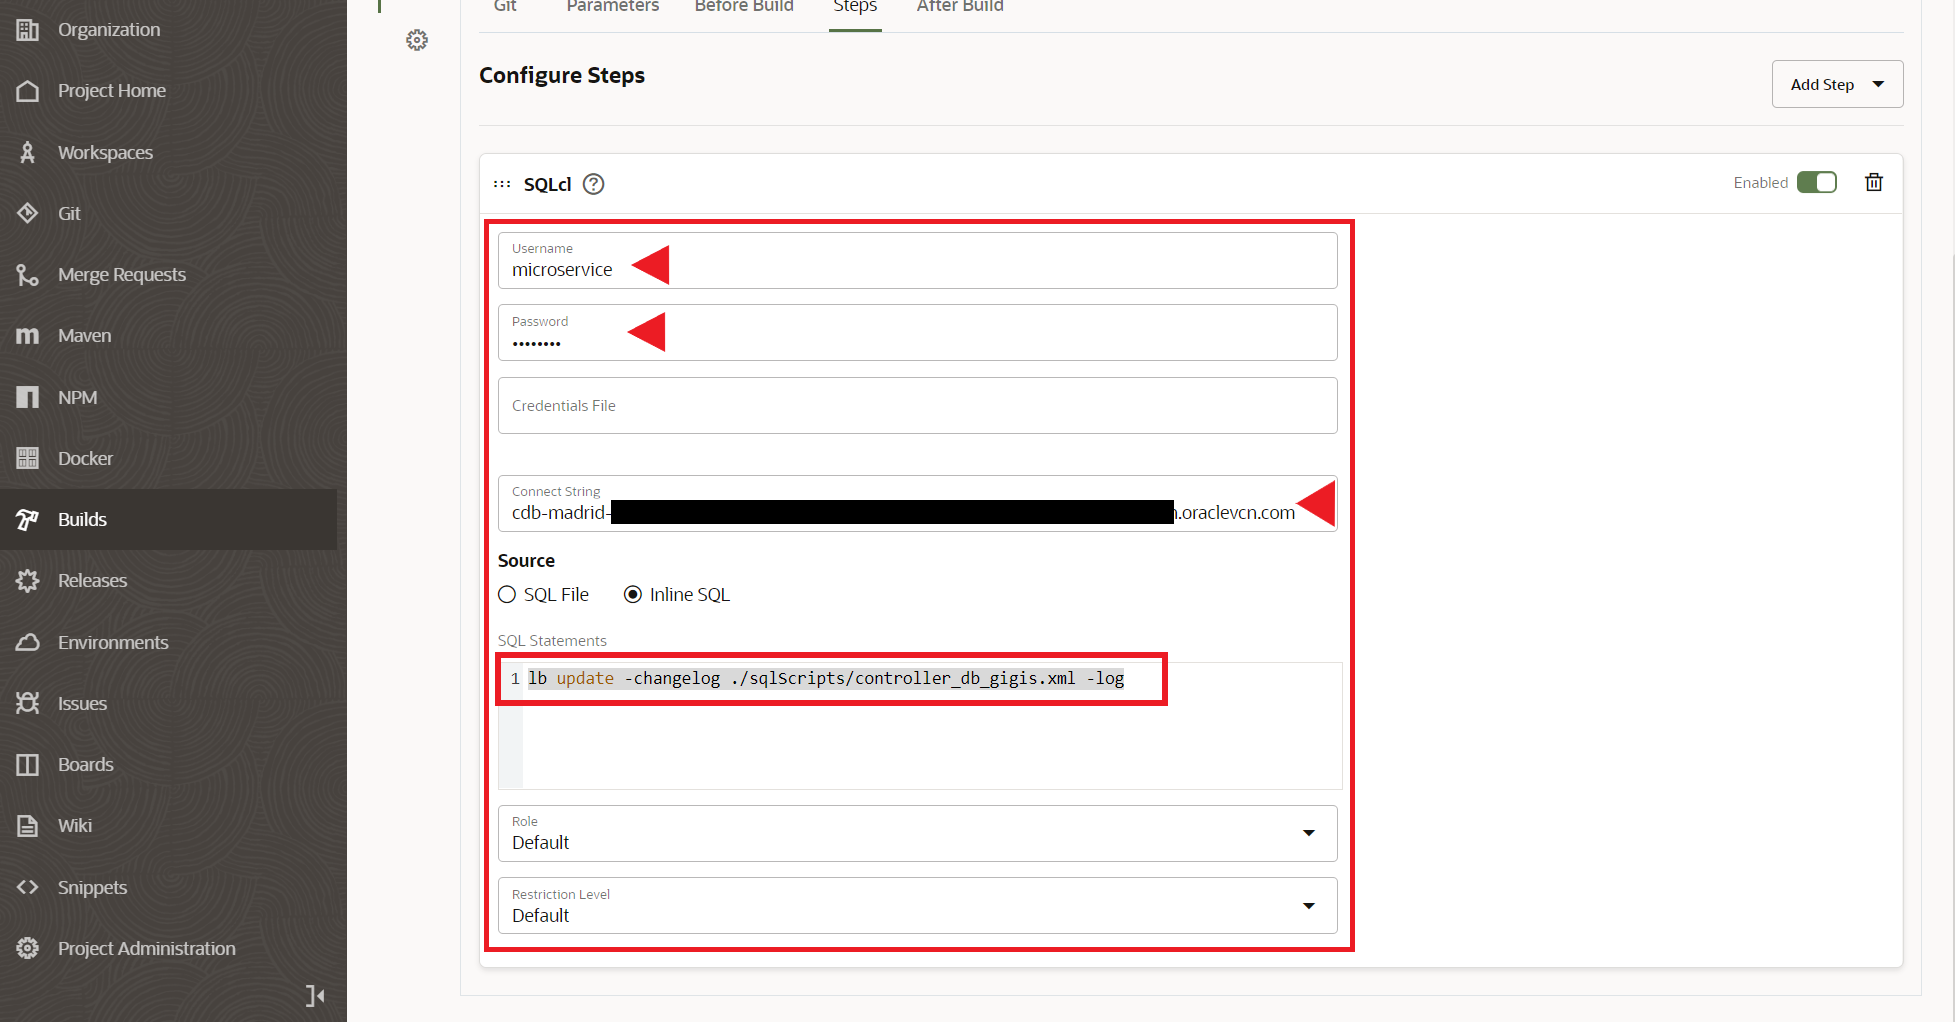 Organization
Project Home
Workspaces
Git
Merge Requests
Maven
NPM
Docker
Builds
Releases
Environments
Issues
Boards
Wiki
Snippets
Project Administration
Git Parameters Before Build Steps After Build
Configure Steps
Add Step
SQLcl
Enabled
Username
microservice
Password
••••••••
Credentials File
Connect String
cdb-madrid- .oraclevcn.com
Source
SQL File Inline SQL
SQL Statements
1 lb update -changelog ./sqlScripts/controller_db_gigis.xml -log
Role
Default
Restriction Level
Default